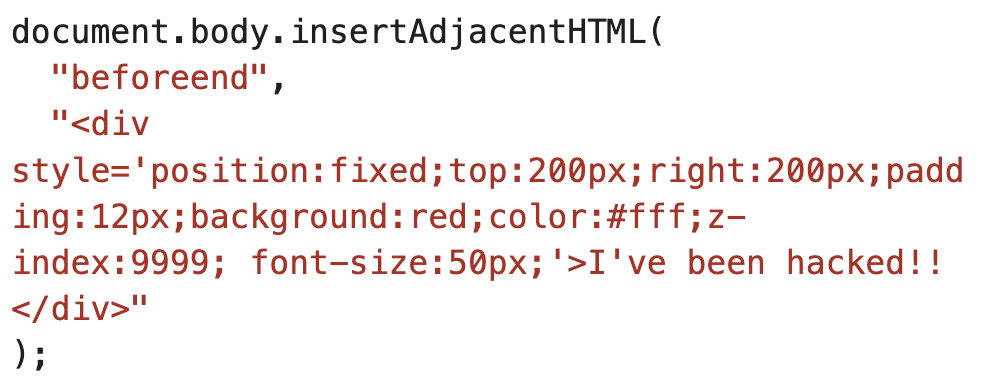 document.body.insertAdjacentHTML(
  "beforeend",
  "<div
style='position:fixed;top:200px;right:200px;padd
ing:12px;background:red;color:#fff;z-
index:9999; font-size:50px;'>I've been hacked!!
</div>"
);